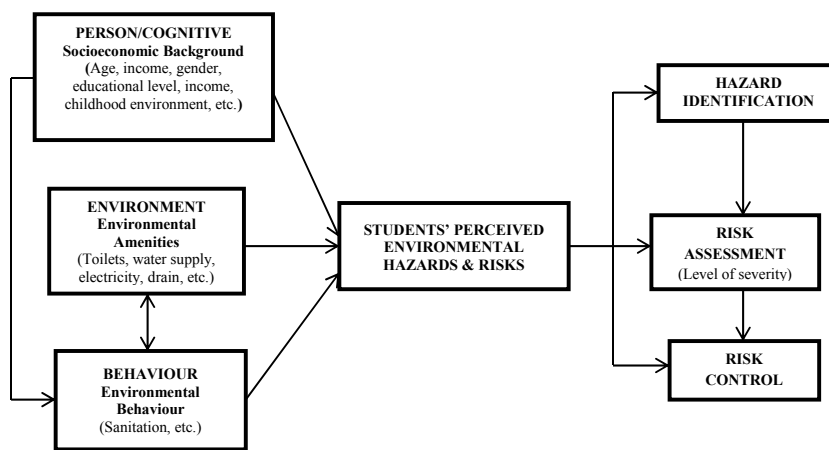 PERSON/COGNITIVE
Socioeconomic Background
(Age, income, gender,
educational level, income,
childhood environment, etc.)
ENVIRONMENT
Environmental
Amenities
(Toilets, water supply,
electricity, drain, etc.)
BEHAVIOUR
Environmental
Behaviour
(Sanitation, etc.)
STUDENTS’ PERCEIVED
ENVIRONMENTAL
HAZARDS & RISKS
HAZARD
IDENTIFICATION
RISK
ASSESSMENT
(Level of severity)
RISK
CONTROL